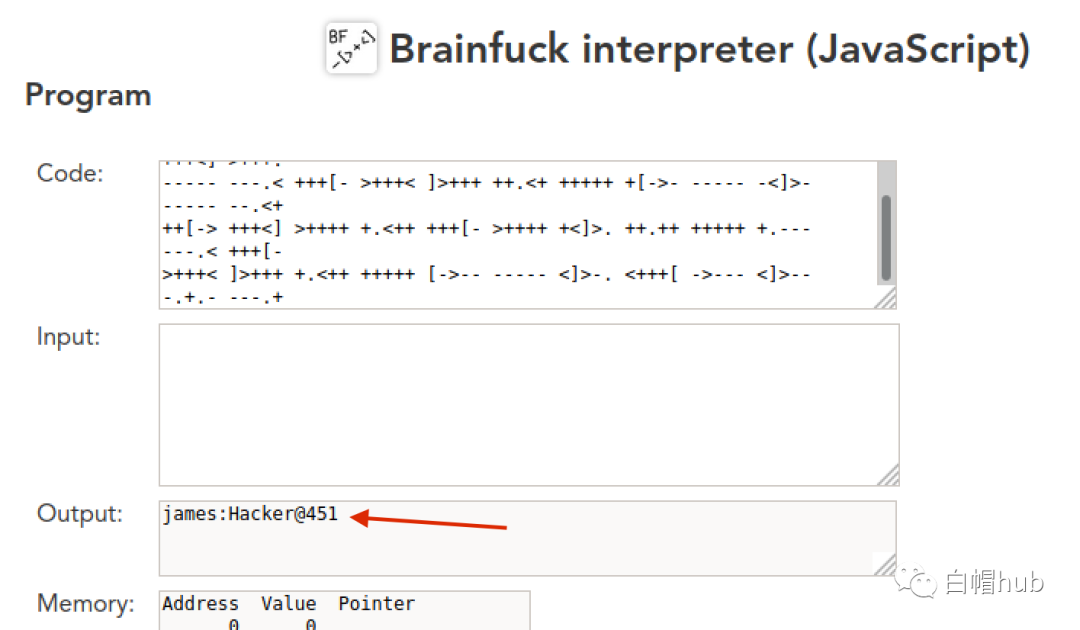 BF
Brainfuck interpreter (JavaScript)
Program
Code:
----- ---.< +++[- >+++< ]>+++ ++.<+ +++++ +[->- ----- -<]>-
----- --.<+
++[-> +++<] >++++ +.<++ +++[- >++++ +<]>. ++.++ +++++ +.---
---.< +++[-
>+++< ]>+++ +.<++ +++++ [->-- ----- <]>-. <+++[ ->--- <]>--
-.+.- ---.+
Input:
Output:
james:Hacker@451
白帽hub
Memory:
Address Value Pointer
0 0